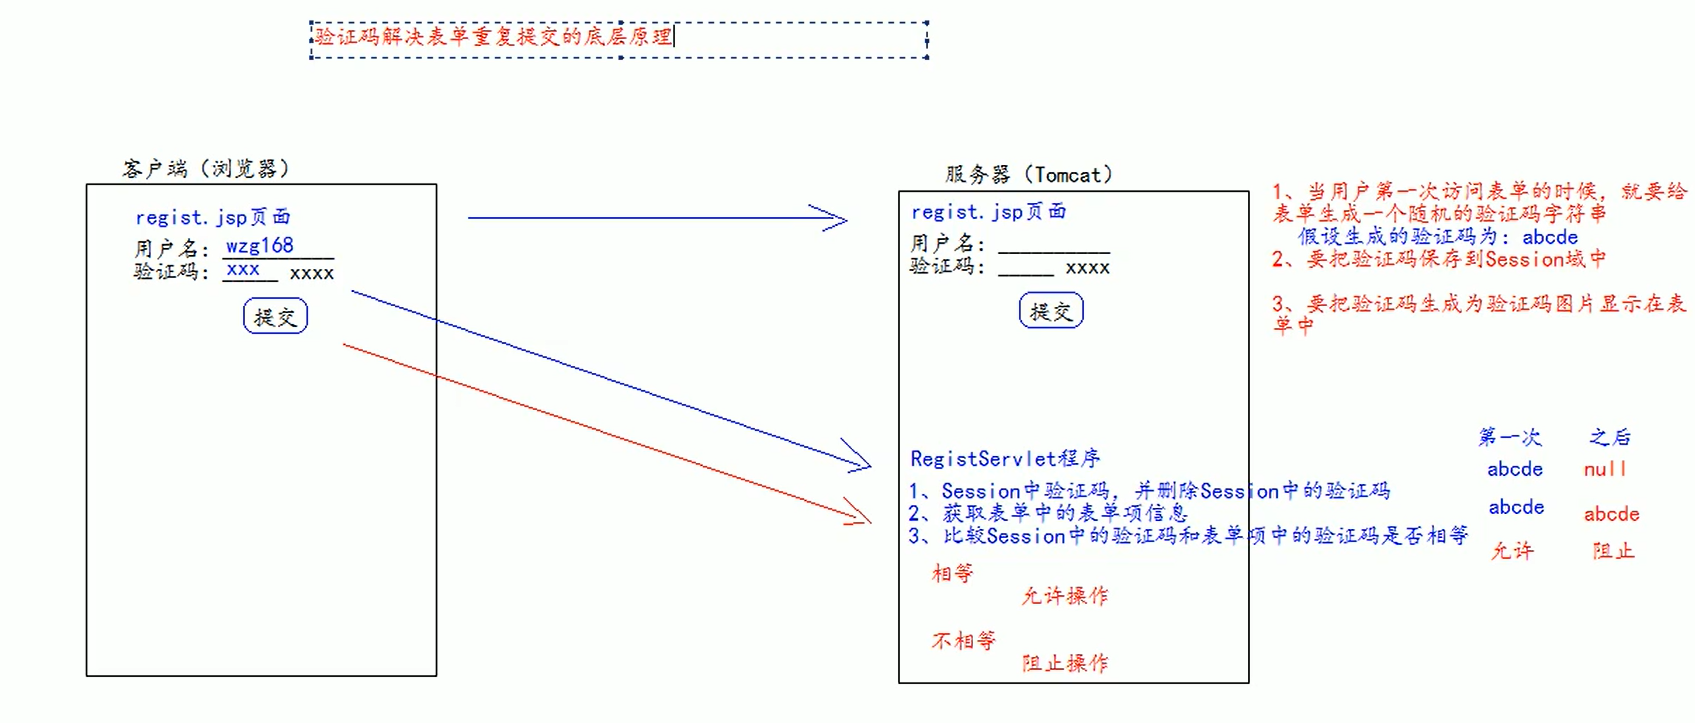 验证码解决表单重复提交的底层原理
客户端（浏览器）
regist.jsp页面
用户名：wzg168
验证码：xxx xxxx
提交
服务器（Tomcat）
regist.jsp页面
用户名：__________
验证码：_____ xxxx
提交
RegistServlet程序
1、Session中验证码，并删除Session中的验证码
2、获取表单中的表单项信息
3、比较Session中的验证码和表单项中的验证码是否相等
相等
允许操作
不相等
阻止操作
1、当用户第一次访问表单的时候，就要给
表单生成一个随机的验证码字符串
假设生成的验证码为：abcde
2、要把验证码保存到Session域中
3、要把验证码生成为验证码图片显示在表
单中
第一次 之后
abcde null
abcde abcde
允许 阻止